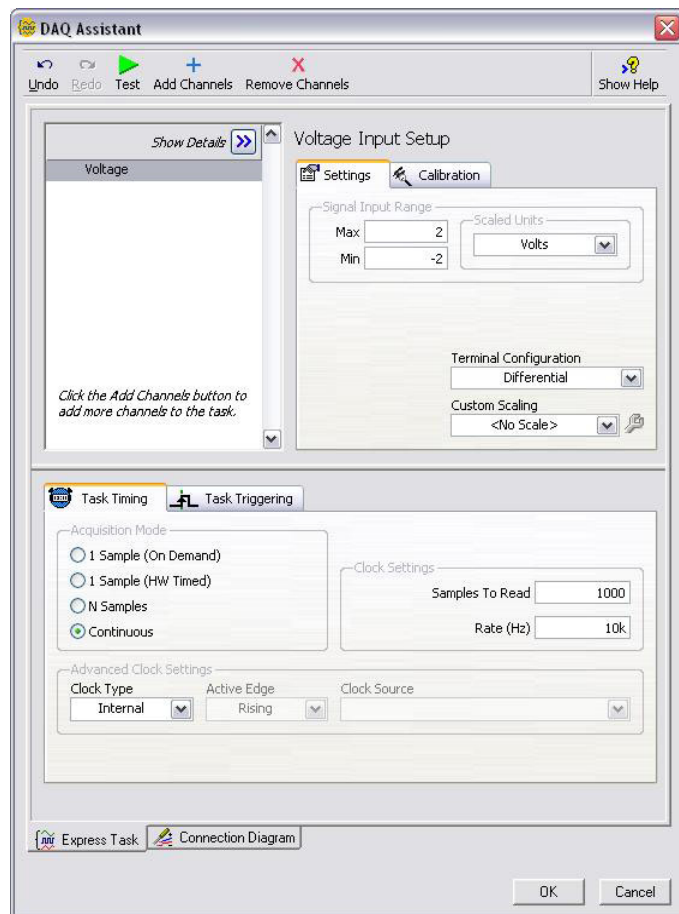 DAQ Assistant
Undo Redo Test Add Channels Remove Channels Show Help
Show Details
Voltage
Click the Add Channels button to
add more channels to the task.
Voltage Input Setup
Settings Calibration
Signal Input Range
Max 2
Min -2
Scaled Units
Volts
Terminal Configuration
Differential
Custom Scaling
<No Scale>
Task Timing Task Triggering
Acquisition Mode
1 Sample (On Demand)
1 Sample (HW Timed)
N Samples
Continuous
Clock Settings
Samples To Read 1000
Rate (Hz) 10k
Advanced Clock Settings
Clock Type Active Edge Clock Source
Internal Rising
Express Task Connection Diagram
OK Cancel